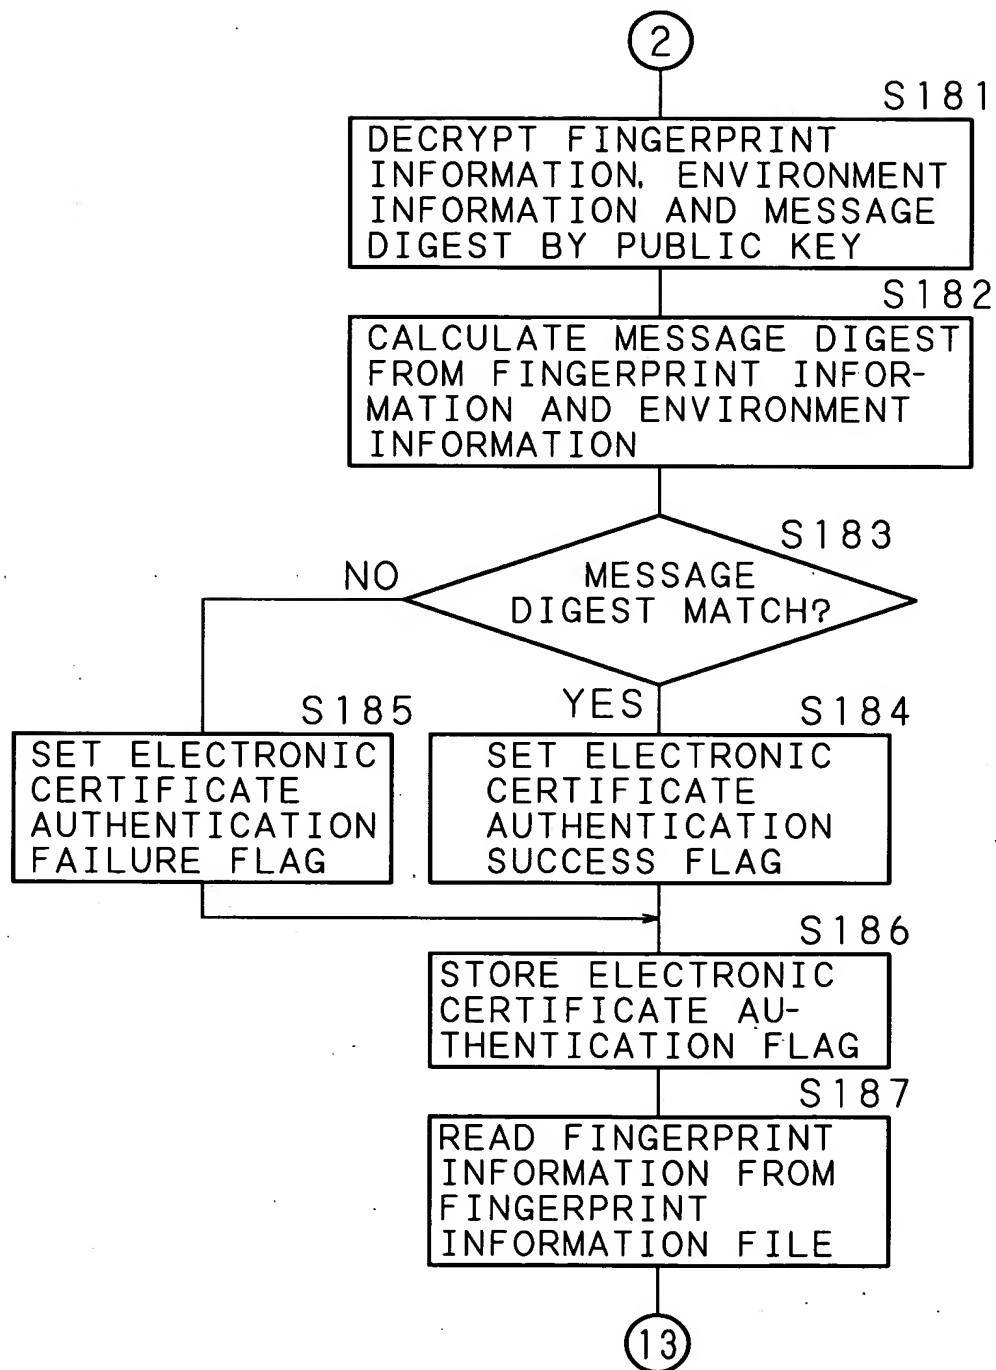 2
S181
DECRYPT FINGERPRINT
INFORMATION, ENVIRONMENT
INFORMATION AND MESSAGE
DIGEST BY PUBLIC KEY
S182
CALCULATE MESSAGE DIGEST
FROM FINGERPRINT INFOR-
MATION AND ENVIRONMENT
INFORMATION
S183
NO
MESSAGE
DIGEST MATCH?
YES
S185
SET ELECTRONIC
CERTIFICATE
AUTHENTICATION
FAILURE FLAG
S184
SET ELECTRONIC
CERTIFICATE
AUTHENTICATION
SUCCESS FLAG
S186
STORE ELECTRONIC
CERTIFICATE AU-
THENTICATION FLAG
S187
READ FINGERPRINT
INFORMATION FROM
FINGERPRINT
INFORMATION FILE
13